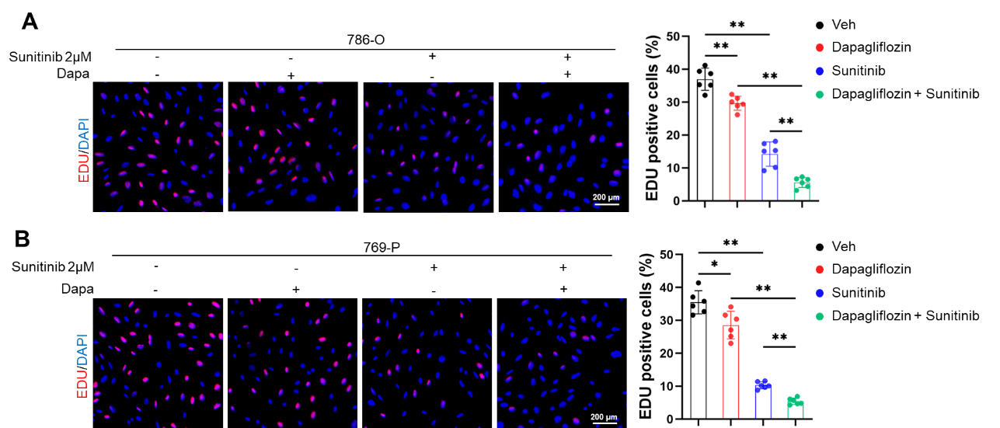 A
786-O
Sunitinib 2μM - - + +
Dapa - + - +
EDU/DAPI
200 μm
EDU positive cells (%)
50
40
30
20
10
0
**
**
**
**
Veh
Dapagliflozin
Sunitinib
Dapagliflozin + Sunitinib
B
769-P
Sunitinib 2μM - - + +
Dapa - + - +
EDU/DAPI
200 μm
EDU positive cells (%)
50
40
30
20
10
0
**
*
**
**
Veh
Dapagliflozin
Sunitinib
Dapagliflozin + Sunitinib